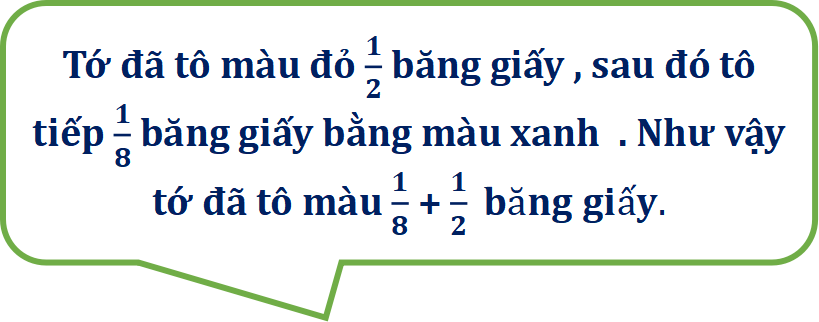 Tớ đã tô màu đỏ 1/2 băng giấy , sau đó tô
tiếp 1/8 băng giấy bằng màu xanh . Như vậy
tớ đã tô màu 1/8 + 1/2 băng giấy.